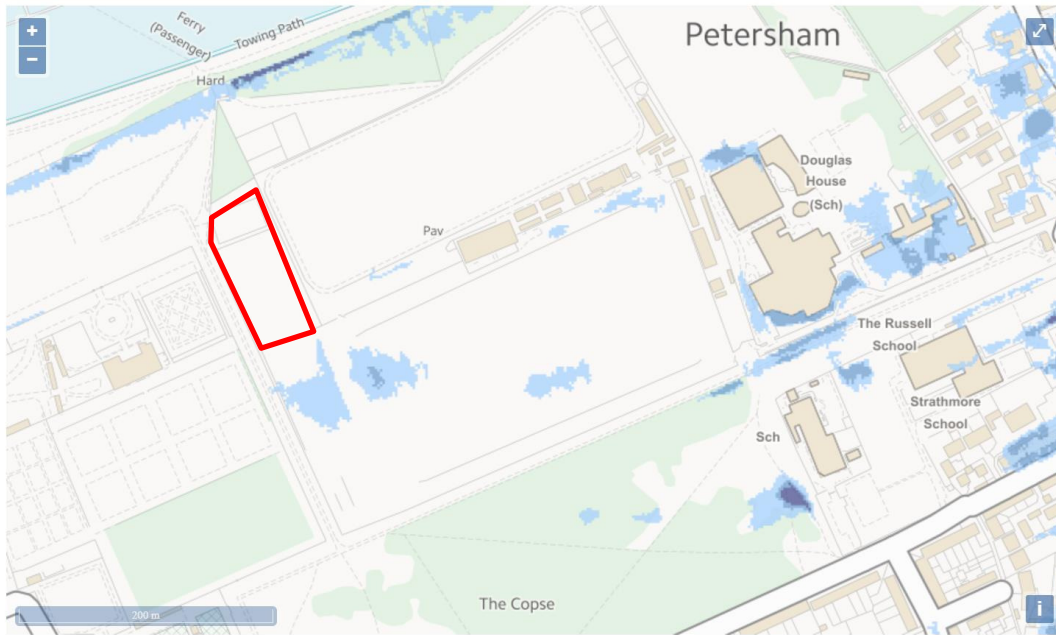 +
−
Ferry
(Passenger)
Towing Path
Hard
Petersham
Douglas
House
(Sch)
Pav
The Russell
School
Strathmore
School
Sch
The Copse
200 m
i